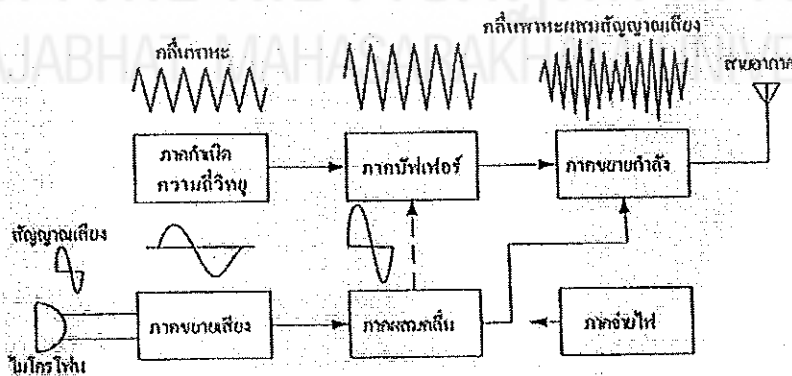 RAJABHAT MAHASARAKHAM UNIVE
คลื่นพาหะ
คลื่นพาหะผสมสัญญาณเสียง
สายอากาศ
ภาคกำเนิด
ความถี่วิทยุ
ภาคบัฟเฟอร์
ภาคขยายกำลัง
สัญญาณเสียง
ภาคขยายเสียง
ภาคผสมคลื่น
ภาคจ่ายไฟ
ไมโครโฟน